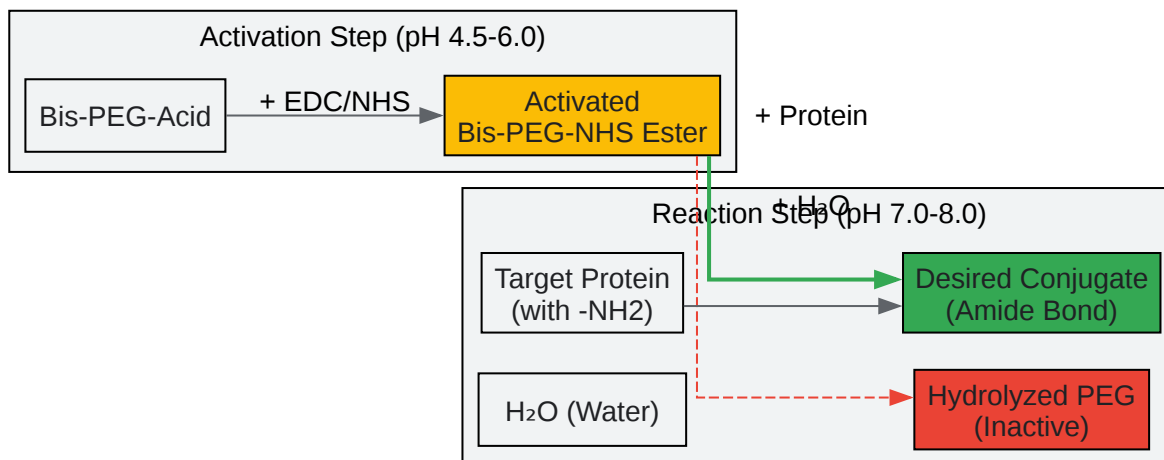 Activation Step (pH 4.5-6.0)
Bis-PEG-Acid
+ EDC/NHS
Activated
Bis-PEG-NHS Ester
+ Protein
+ H₂O
Reaction Step (pH 7.0-8.0)
Target Protein
(with -NH2)
Desired Conjugate
(Amide Bond)
H₂O (Water)
Hydrolyzed PEG
(Inactive)